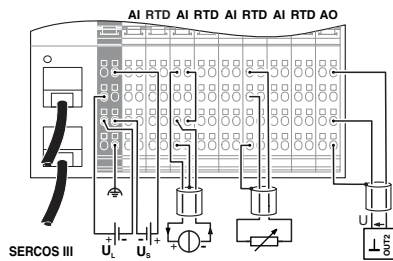 AI RTD AI RTD AI RTD AI RTD AO
SERCOS III
+ -
UL
- +
US
+ -
U
OUT2